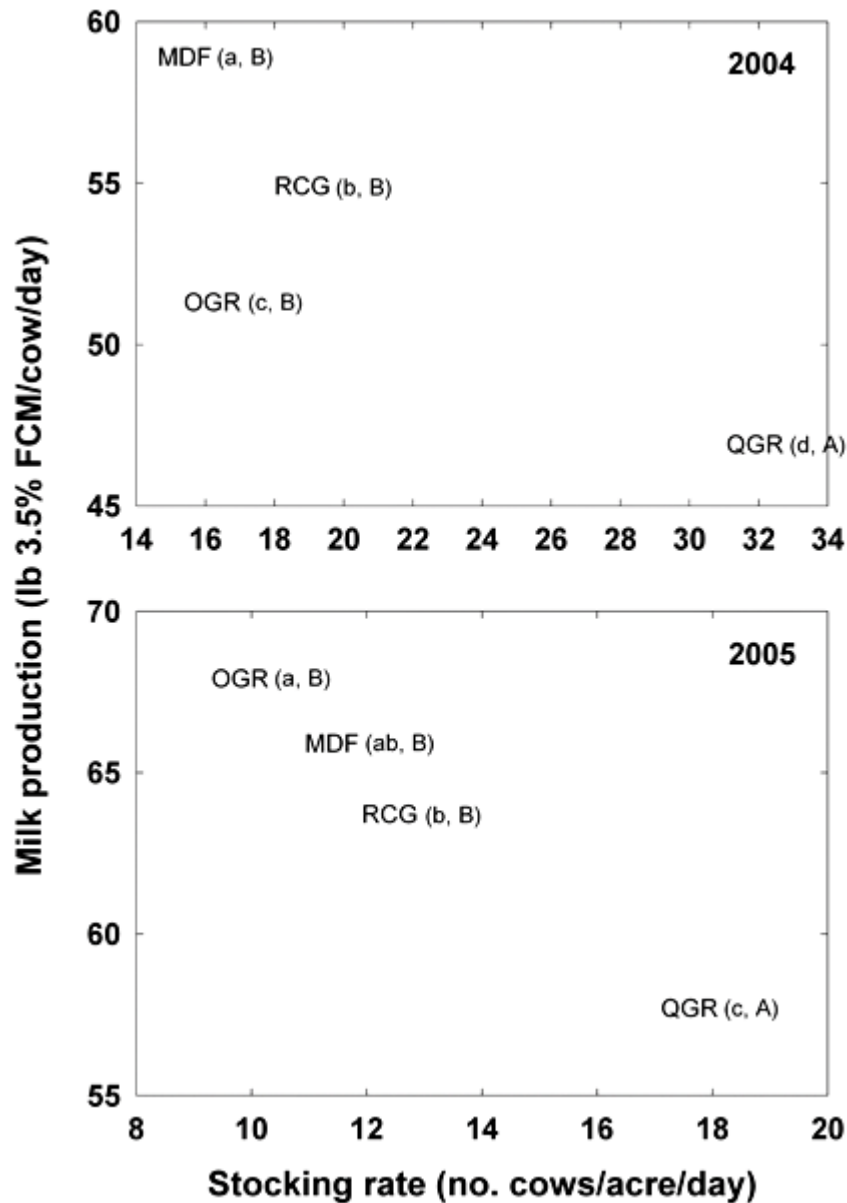 Milk production (lb 3.5% FCM/cow/day)
60
MDF (a, B)
2004
55
RCG (b, B)
OGR (c, B)
50
QGR (d, A)
45
14 16 18 20 22 24 26 28 30 32 34
70
2005
OGR (a, B)
MDF (ab, B)
65
RCG (b, B)
60
QGR (c, A)
55
8 10 12 14 16 18 20
Stocking rate (no. cows/acre/day)